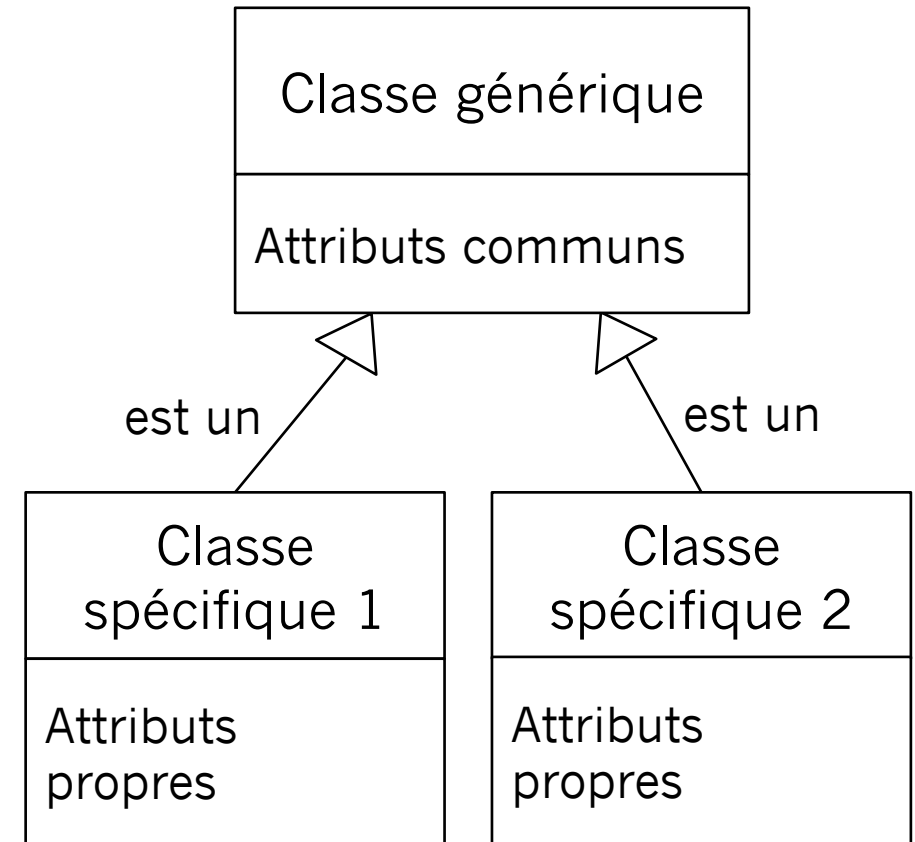 Classe générique
Attributs communs
est un
est un
Classe
spécifique 1
Classe
spécifique 2
Attributs
propres
Attributs
propres